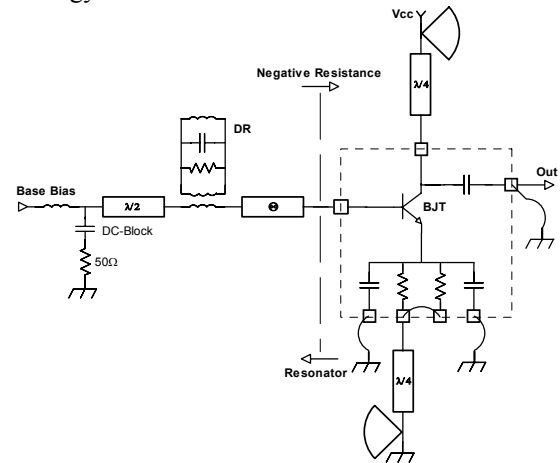 Vcc
λ/4
Negative Resistance
DR
Out
Base Bias
λ/2
Θ
BJT
DC-Block
50Ω
Resonator
λ/4